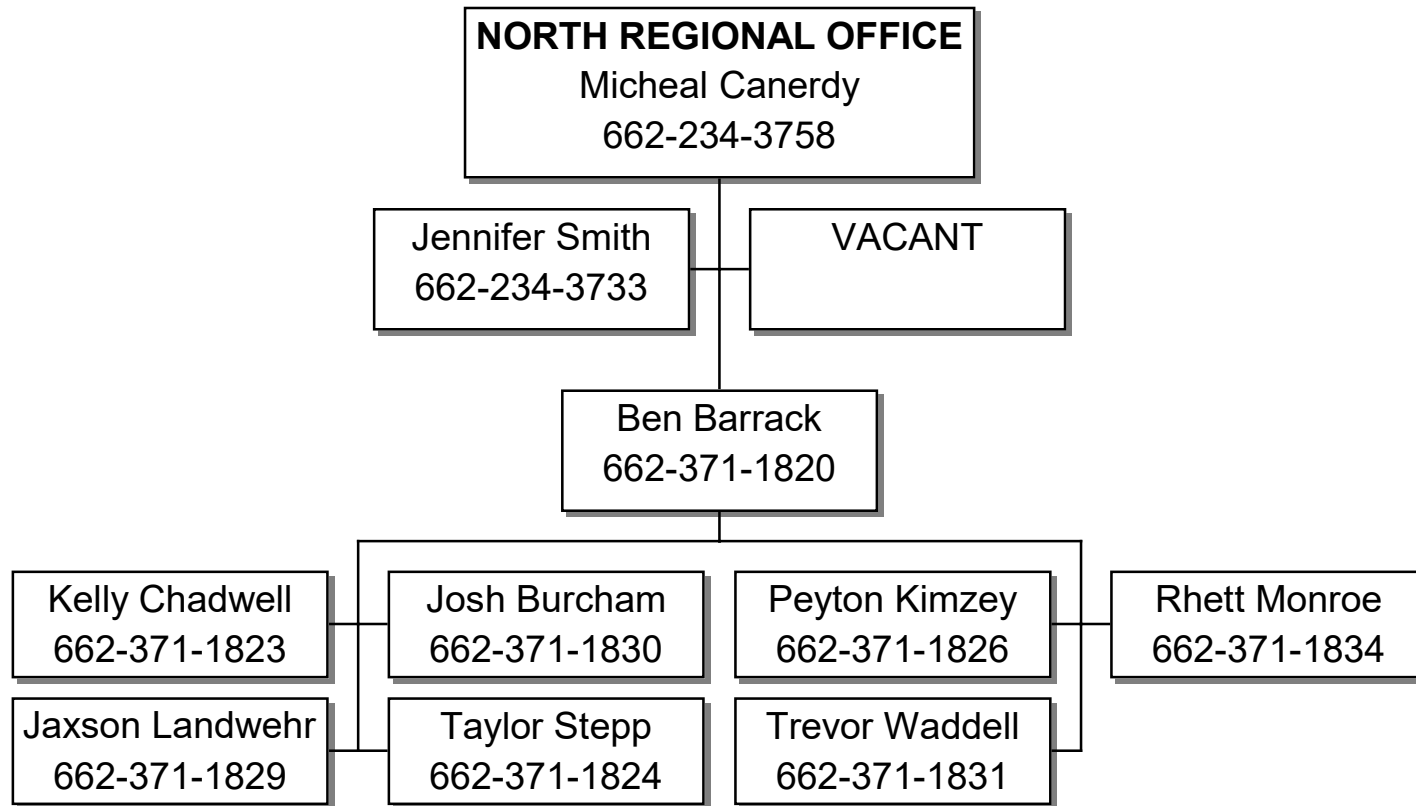 NORTH REGIONAL OFFICE
Micheal Canerdy
662-234-3758
Jennifer Smith
662-234-3733
VACANT
Ben Barrack
662-371-1820
Kelly Chadwell
662-371-1823
Josh Burcham
662-371-1830
Peyton Kimzey
662-371-1826
Rhett Monroe
662-371-1834
Jaxson Landwehr
662-371-1829
Taylor Stepp
662-371-1824
Trevor Waddell
662-371-1831